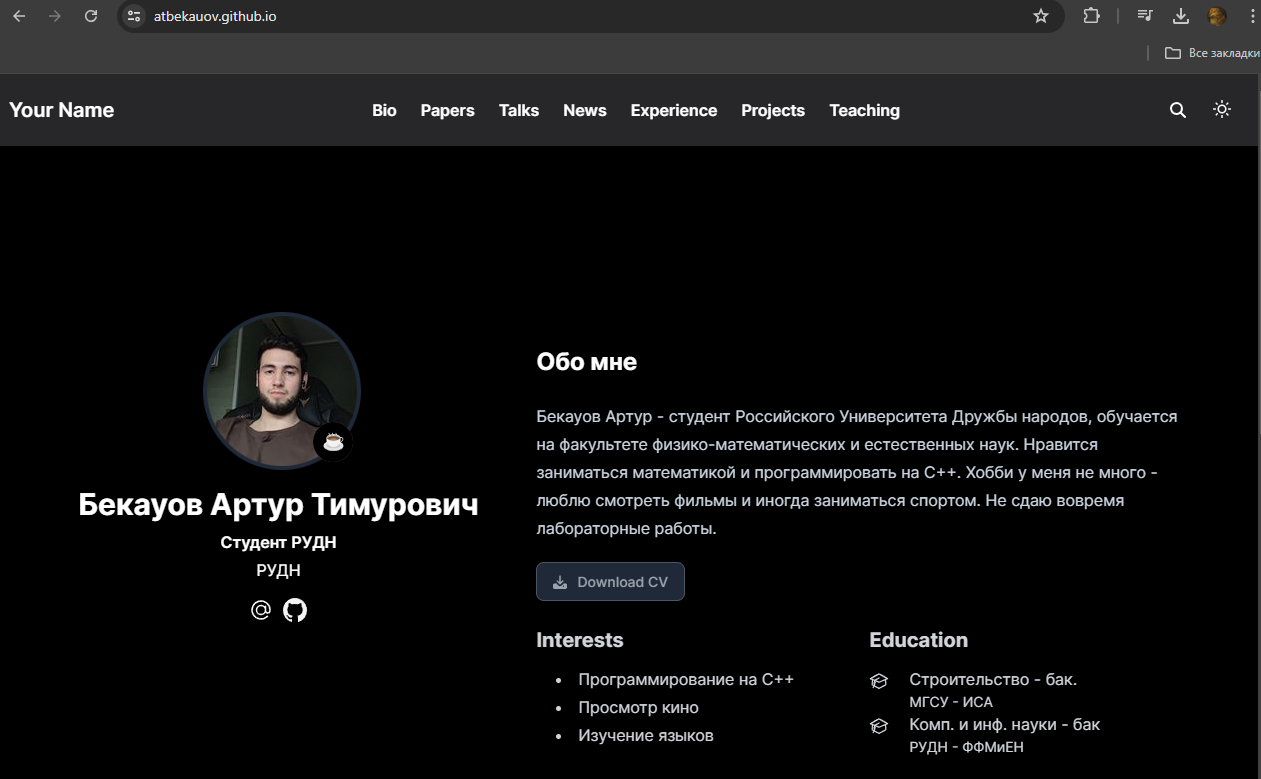 atbekauov.github.io
Все закладки
Your Name
Bio Papers Talks News Experience Projects Teaching
Бекауов Артур Тимурович
Студент РУДН
РУДН
Обо мне
Бекауов Артур - студент Российского Университета Дружбы народов, обучается
на факультете физико-математических и естественных наук. Нравится
заниматься математикой и программировать на C++. Хобби у меня не много -
люблю смотреть фильмы и иногда заниматься спортом. Не сдаю вовремя
лабораторные работы.
Download CV
Interests
Программирование на C++
Просмотр кино
Изучение языков
Education
Строительство - бак.
МГСУ - ИСА
Комп. и инф. науки - бак
РУДН - ФФМиЕН